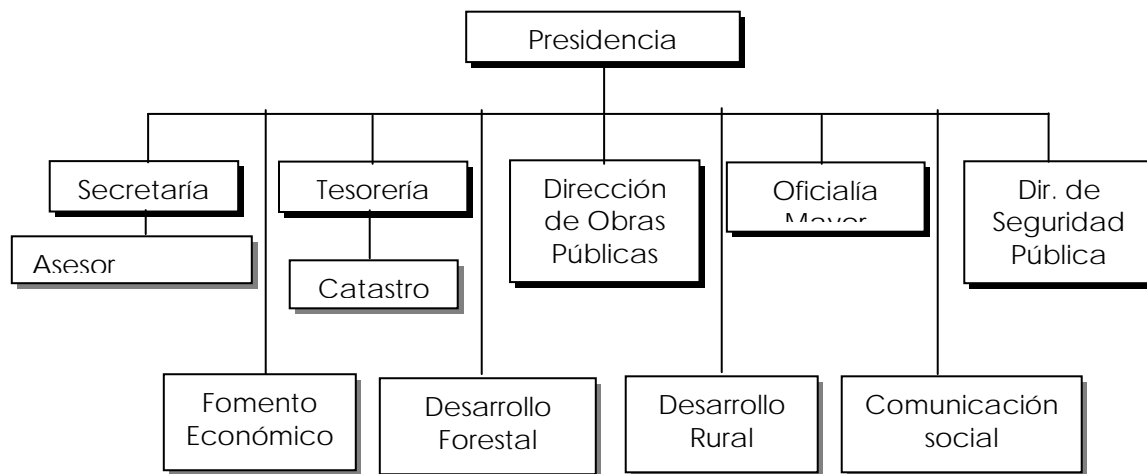 Presidencia
Secretaría
Tesorería
Dirección
de Obras
Públicas
Oficialía
Mayor
Dir. de
Seguridad
Pública
Asesor
Catastro
Fomento
Económico
Desarrollo
Forestal
Desarrollo
Rural
Comunicación
social